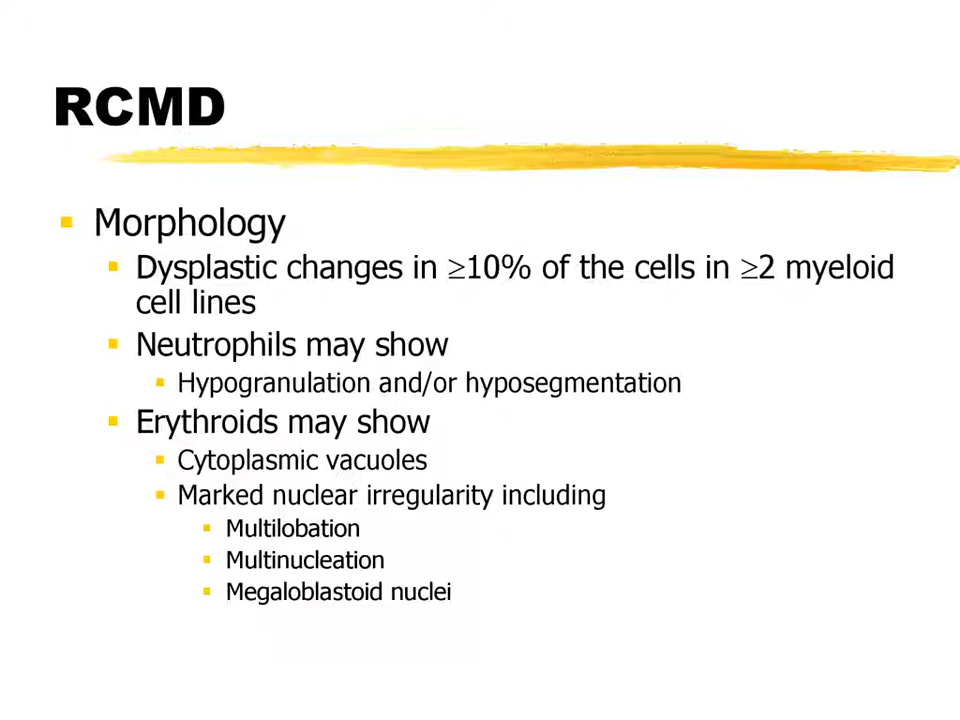 RCMD
Morphology
Dysplastic changes in ≥10% of the cells in ≥2 myeloid
cell lines
Neutrophils may show
Hypogranulation and/or hyposegmentation
Erythroids may show
Cytoplasmic vacuoles
Marked nuclear irregularity including
Multilobation
Multinucleation
Megaloblastoid nuclei